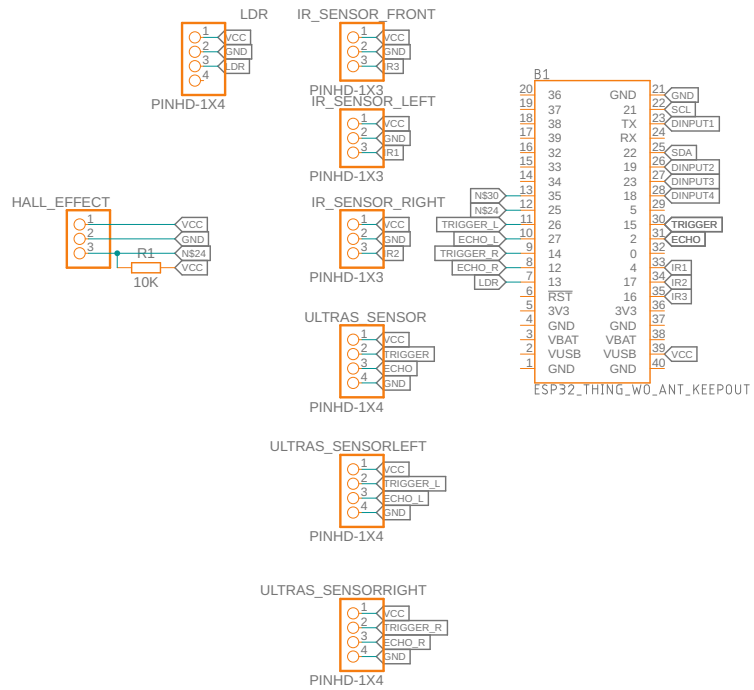 LDR
1 VCC
2 GND
3 LDR
4
PINHD-1X4
IR_SENSOR_FRONT
1 VCC
2 GND
3 IR3
PINHD-1X3
IR_SENSOR_LEFT
1 VCC
2 GND
3 IR1
PINHD-1X3
HALL_EFFECT
1 VCC
2 GND
3 N$24
R1 VCC
10K
IR_SENSOR_RIGHT
1 VCC
2 GND
3 IR2
PINHD-1X3
ULTRAS_SENSOR
1 VCC
2 TRIGGER
3 ECHO
4 GND
PINHD-1X4
ULTRAS_SENSORLEFT
1 VCC
2 TRIGGER_L
3 ECHO_L
4 GND
PINHD-1X4
ULTRAS_SENSORRIGHT
1 VCC
2 TRIGGER_R
3 ECHO_R
4 GND
PINHD-1X4
B1
20 36 GND 21 GND
19 37 21 22 SCL
18 38 TX 23 DINPUT1
17 39 RX 24
16 32 22 25 SDA
15 33 19 26 DINPUT2
14 34 23 27 DINPUT3
N$30 13 35 18 28 DINPUT4
N$24 12 25 5 29
TRIGGER_L 11 26 15 30 TRIGGER
ECHO_L 10 27 2 31 ECHO
TRIGGER_R 9 14 0 32
ECHO_R 8 12 4 33 IR1
LDR 7 13 17 34 IR2
6 RST 16 35 IR3
5 3V3 3V3 36
4 GND GND 37
3 VBAT VBAT 38
2 VUSB VUSB 39 VCC
1 GND GND 40
ESP32_THING_WO_ANT_KEEPOUT